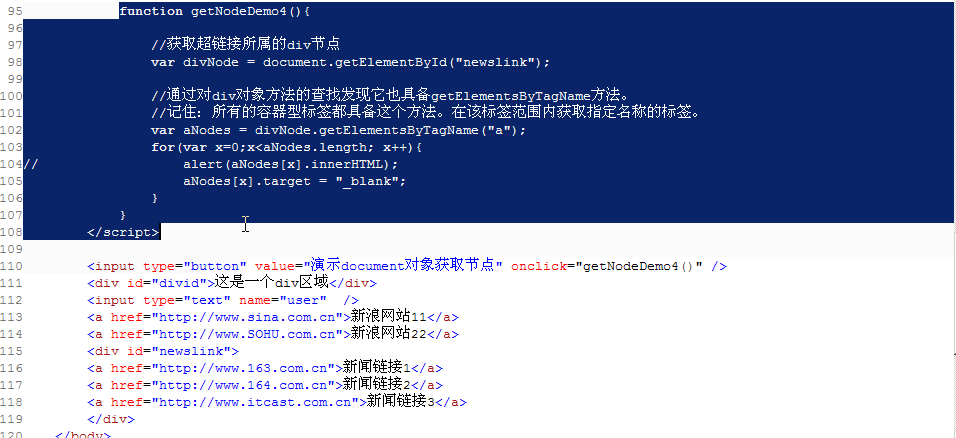 95 function getNodeDemo4(){
96
97 //获取超链接所属的div节点
98 var divNode = document.getElementById("newslink");
99
100 //通过对div对象方法的查找发现它也具备getElementsByTagName方法。
101 //记住：所有的容器型标签都具备这个方法。在该标签范围内获取指定名称的标签。
102 var aNodes = divNode.getElementsByTagName("a");
103 for(var x=0;x<aNodes.length; x++){
104 // alert(aNodes[x].innerHTML);
105 aNodes[x].target = "_blank";
106 }
107 }
108 </script>
109
110 <input type="button" value="演示document对象获取节点" onclick="getNodeDemo4()" />
111 <div id="divid">这是一个div区域</div>
112 <input type="text" name="user" />
113 <a href="http://www.sina.com.cn">新浪网站11</a>
114 <a href="http://www.SOHU.com.cn">新浪网站22</a>
115 <div id="newslink">
116 <a href="http://www.163.com.cn">新闻链接1</a>
117 <a href="http://www.164.com.cn">新闻链接2</a>
118 <a href="http://www.itcast.com.cn">新闻链接3</a>
119 </div>
120 </body>